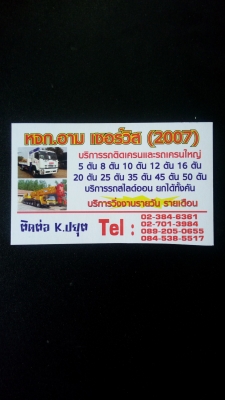 หจก.อาม เซอร์วิส (2007)
บริการรถติดเครนและรถเครนใหญ่
5 ตัน 8 ตัน 10 ตัน 12 ตัน 16 ตัน
20 ตัน 25 ตัน 35 ตัน 45 ตัน 50 ตัน
บริการรถสไลด์ออน ยกได้ทั้งคัน
บริการวิ่งงานรายวัน รายเดือน
ติดต่อ K.ปยุต Tel :
02-384-6381
02-701-3984
089-205-0655
084-538-5517